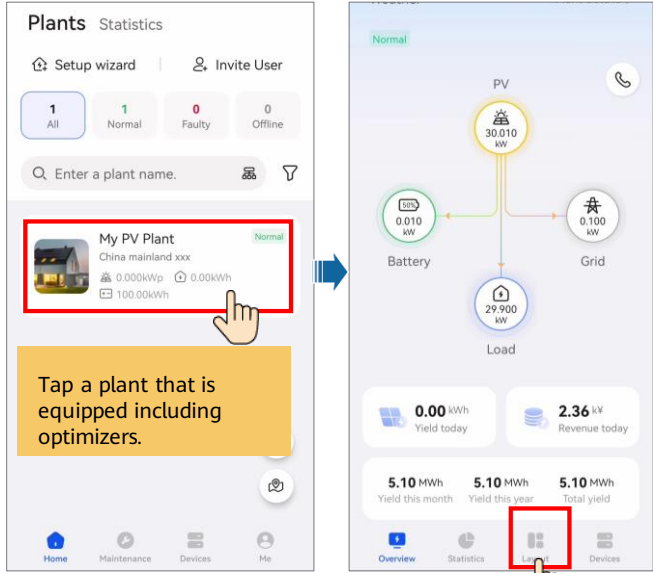 Plants Statistics
Setup wizard Invite User
1 1 0 0
All Normal Faulty Offline
Enter a plant name.
My PV Plant Normal
China mainland xxx
0.000kWp 0.00kWh
100.00kWh
Tap a plant that is
equipped including
optimizers.
Home Maintenance Devices Me
Normal
PV
30.010
kW
50%
0.010
kW
0.100
kW
Battery Grid
29.900
kW
Load
0.00 kWh 2.36 k¥
Yield today Revenue today
5.10 MWh 5.10 MWh 5.10 MWh
Yield this month Yield this year Total yield
Overview Statistics Layout Devices